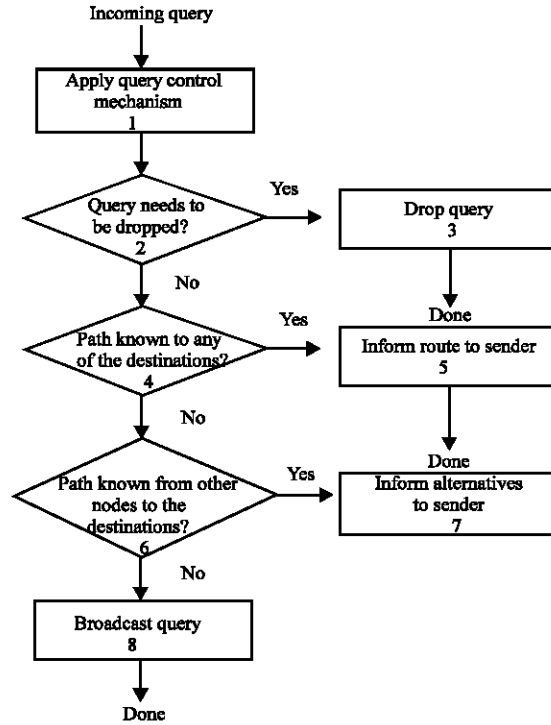 Incoming query
Apply query control
mechanism
1
Query needs to
be dropped?
2
Yes
Drop query
3
Done
No
Path known to any
of the destinations?
4
Yes
Inform route to sender
5
Done
No
Path known from other
nodes to the
destinations?
6
Yes
Inform alternatives
to sender
7
No
Broadcast query
8
Done